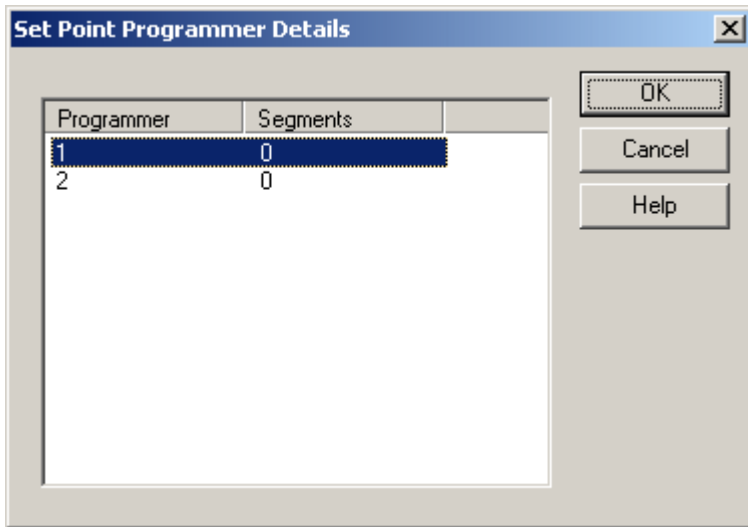 Set Point Programmer Details
Programmer Segments
1 0
2 0
OK
Cancel
Help